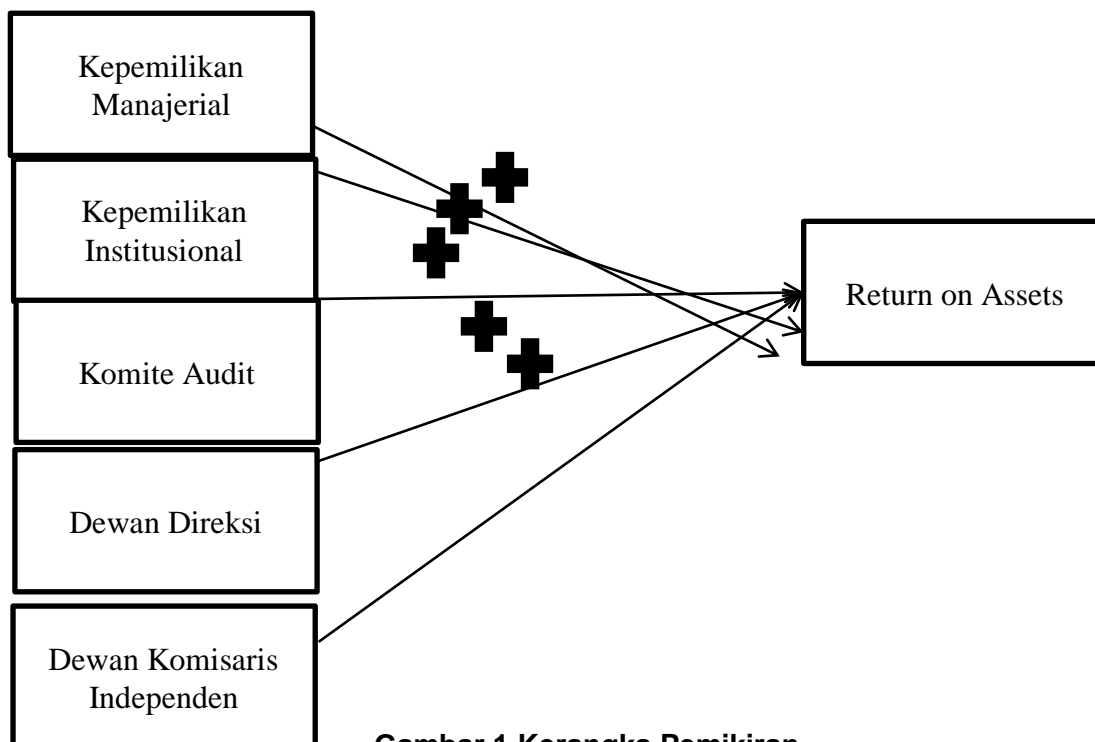 Kepemilikan
Manajerial
Kepemilikan
Institusional
Komite Audit
Dewan Direksi
Dewan Komisaris
Independen
Return on Assets
Gambar 1 Kerangka Pemikiran